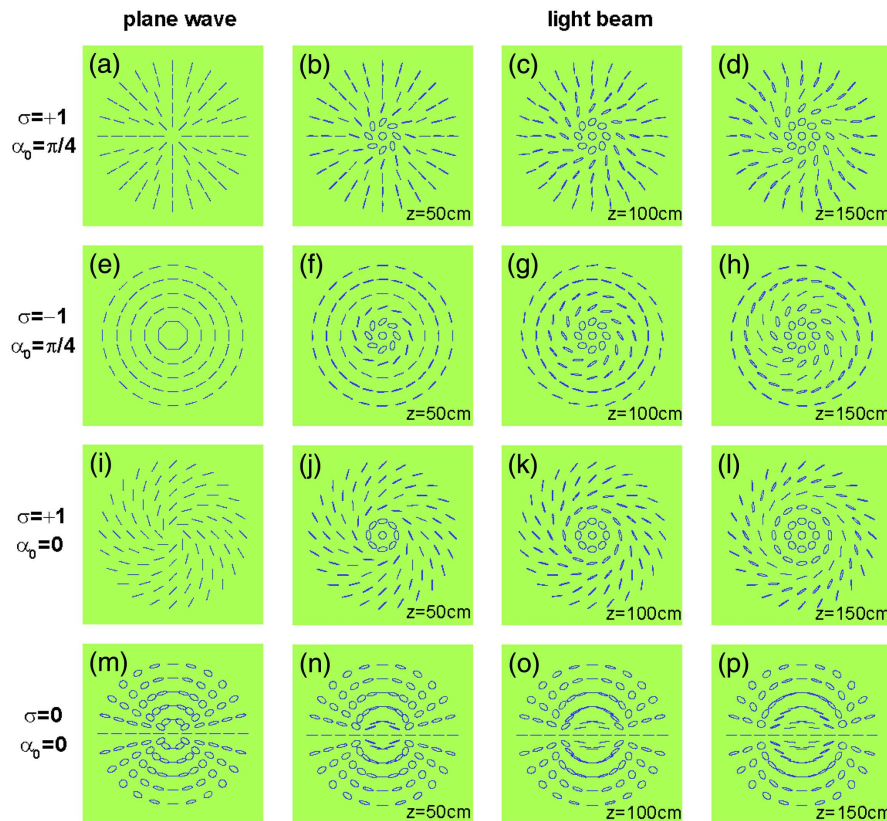 plane wave light beam
(a) (b) (c) (d)
σ=+1
α₀=π/4
z=50cm z=100cm z=150cm
(e) (f) (g) (h)
σ=−1
α₀=π/4
z=50cm z=100cm z=150cm
(i) (j) (k) (l)
σ=+1
α₀=0
z=50cm z=100cm z=150cm
(m) (n) (o) (p)
σ=0
α₀=0
z=50cm z=100cm z=150cm